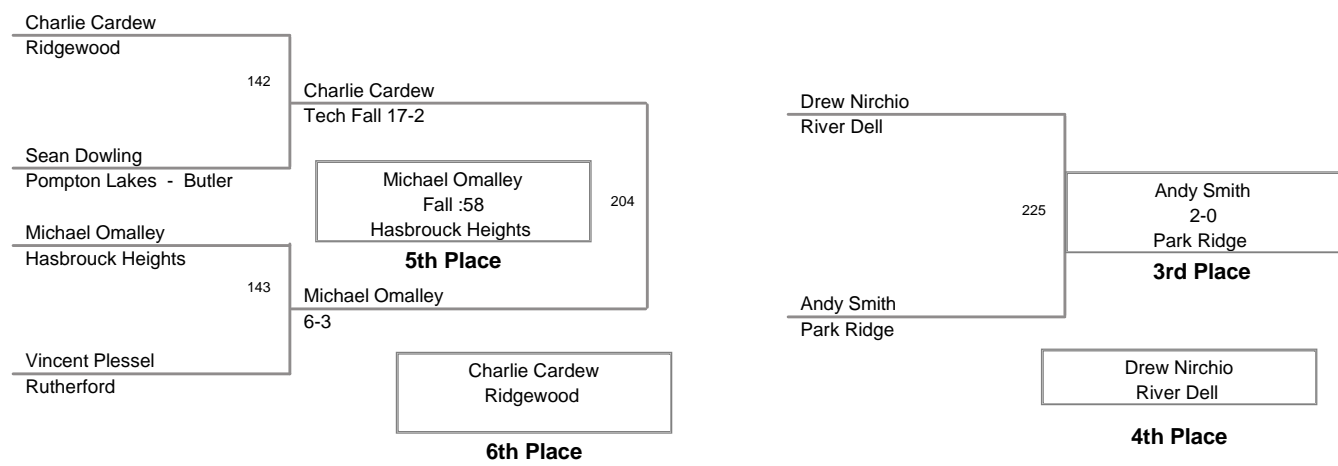 Charlie Cardew
Ridgewood
142
Charlie Cardew
Tech Fall 17-2
Sean Dowling
Pompton Lakes - Butler
Michael Omalley
Fall :58
Hasbrouck Heights
5th Place
204
Michael Omalley
Hasbrouck Heights
143
Michael Omalley
6-3
Vincent Plessel
Rutherford
Charlie Cardew
Ridgewood
6th Place
Drew Nirchio
River Dell
225
Andy Smith
2-0
Park Ridge
3rd Place
Andy Smith
Park Ridge
Drew Nirchio
River Dell
4th Place